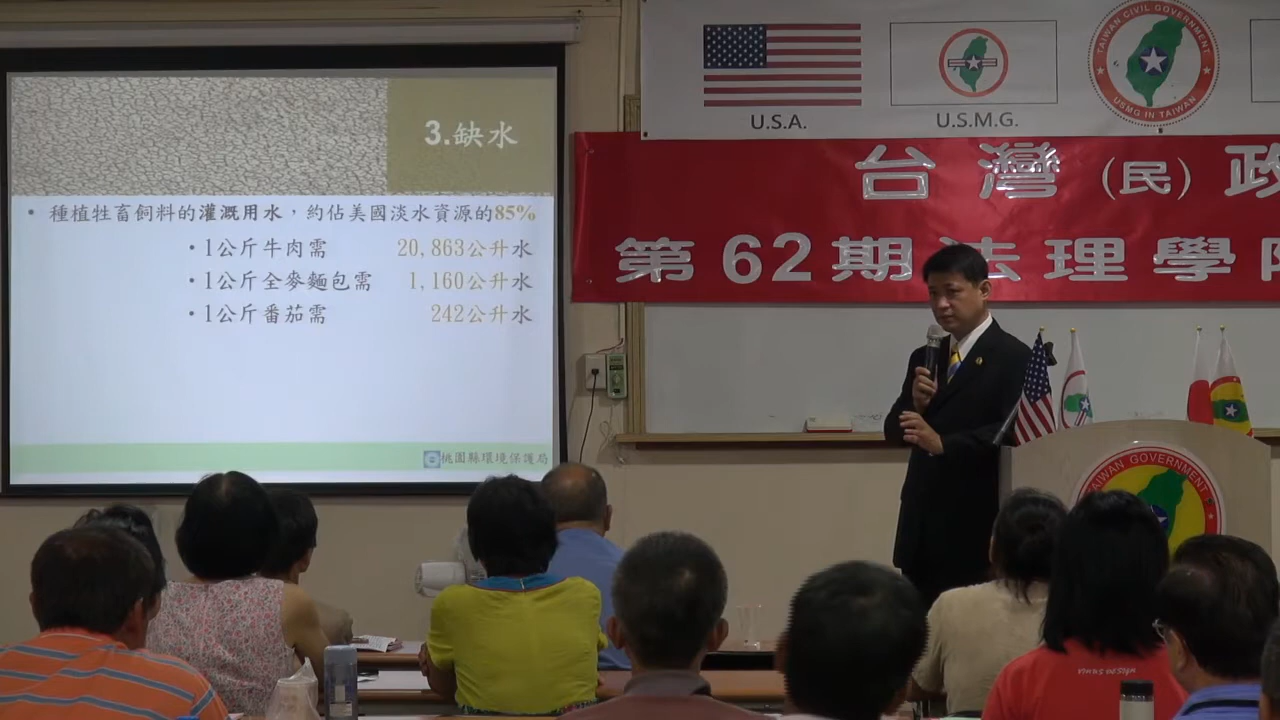 3.缺水
• 種植牲畜飼料的灌溉用水，約佔美國淡水資源的85%
• 1公斤牛肉需 20,863公升水
• 1公斤全麥麵包需 1,160公升水
• 1公斤番茄需 242公升水
桃園縣環境保護局
U.S.A.
U.S.M.G.
TAIWAN CIVIL GOVERNMENT
USMG IN TAIWAN
台灣(民)政
第62期法理學院
TAIWAN GOVERNMENT